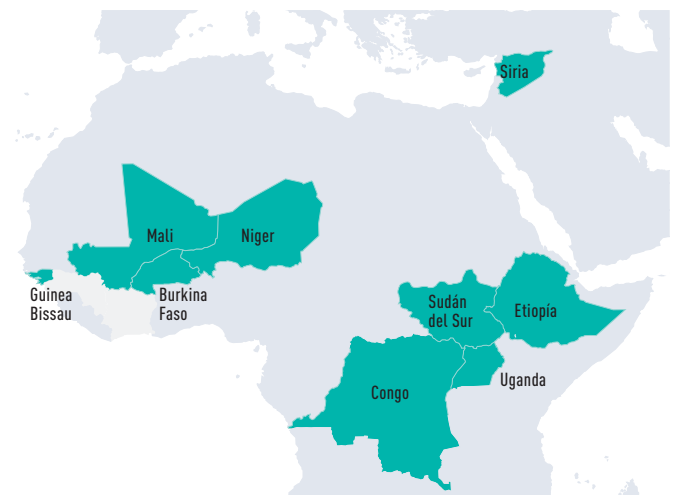 Siria
Mali
Niger
Guinea
Bissau
Burkina
Faso
Sudán
del Sur
Etiopía
Uganda
Congo